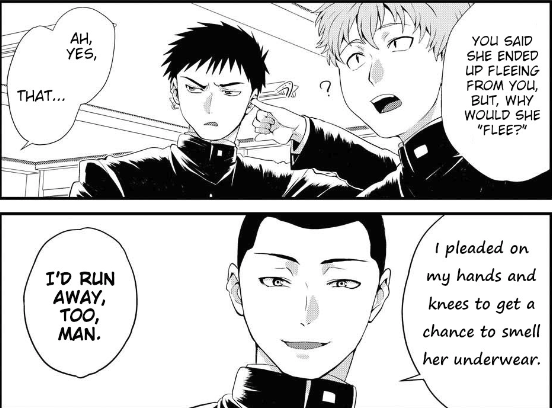 YOU SAID
SHE ENDED
UP FLEEING
FROM YOU,
BUT, WHY
WOULD SHE
"FLEE?"
?
AH,
YES,
THAT...
I pleaded on
my hands and
knees to get a
chance to smell
her underwear.
I'D RUN
AWAY,
TOO,
MAN.